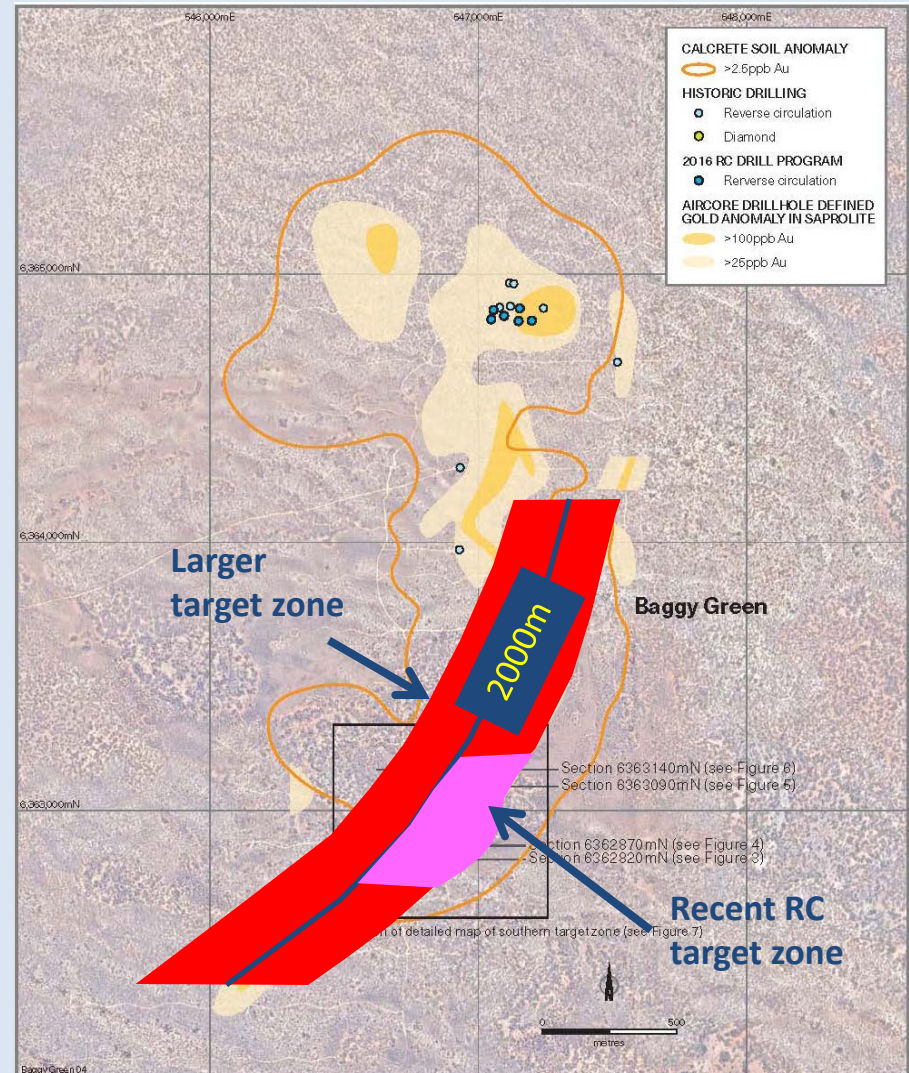 546,000mE
547,000mE
548,000mE
CALCRETE SOIL ANOMALY
>2.5ppb Au
HISTORIC DRILLING
Reverse circulation
Diamond
2016 RC DRILL PROGRAM
Rerverse circulation
AIRCORE DRILLHOLE DEFINED
GOLD ANOMALY IN SAPROLITE
>100ppb Au
>25ppb Au
6,365,000mN
6,364,000mN
Larger
target zone
2000m
Baggy Green
Section 6363140mN (see Figure 6)
Section 6363090mN (see Figure 5)
6,363,000mN
Section 6362870mN (see Figure 4)
Section 6362820mN (see Figure 3)
Recent RC
target zone
of detailed map of southern target zone (see Figure 7)
N
0 500
metres
Baggy Green 04